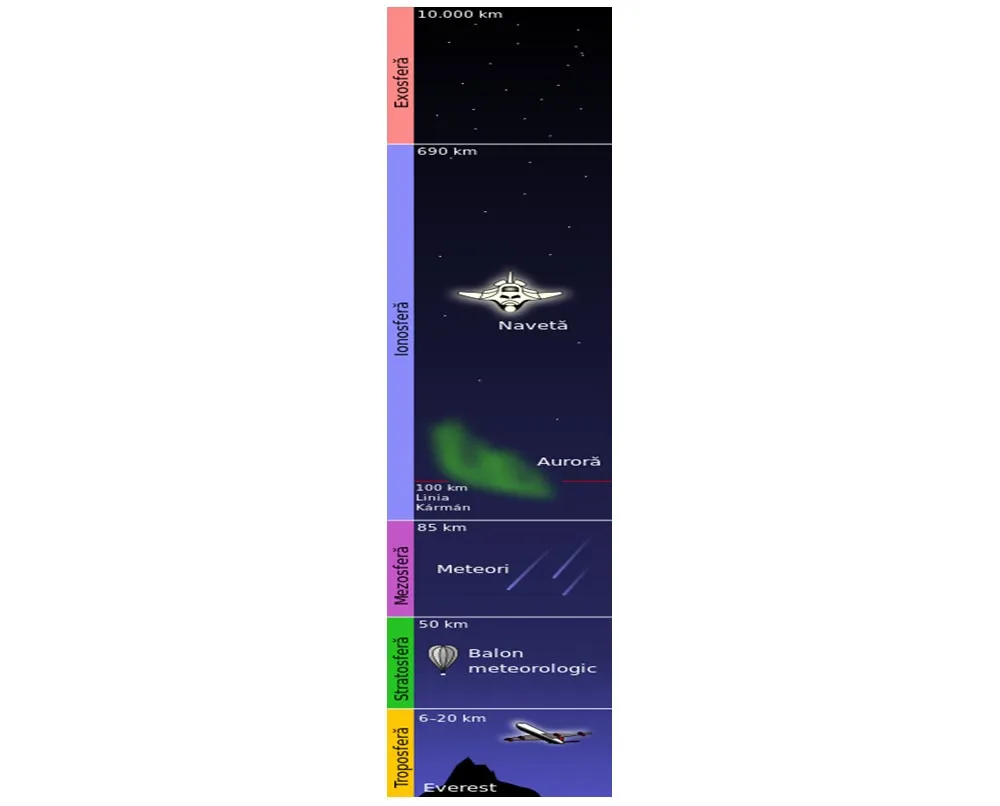 10.000 km
Exosferă
690 km
Ionosferă
Navetă
Auroră
100 km
Linia
Kármán
85 km
Mezosferă
Meteori
50 km
Stratosferă
Balon
meteorologic
6–20 km
Troposferă
Everest